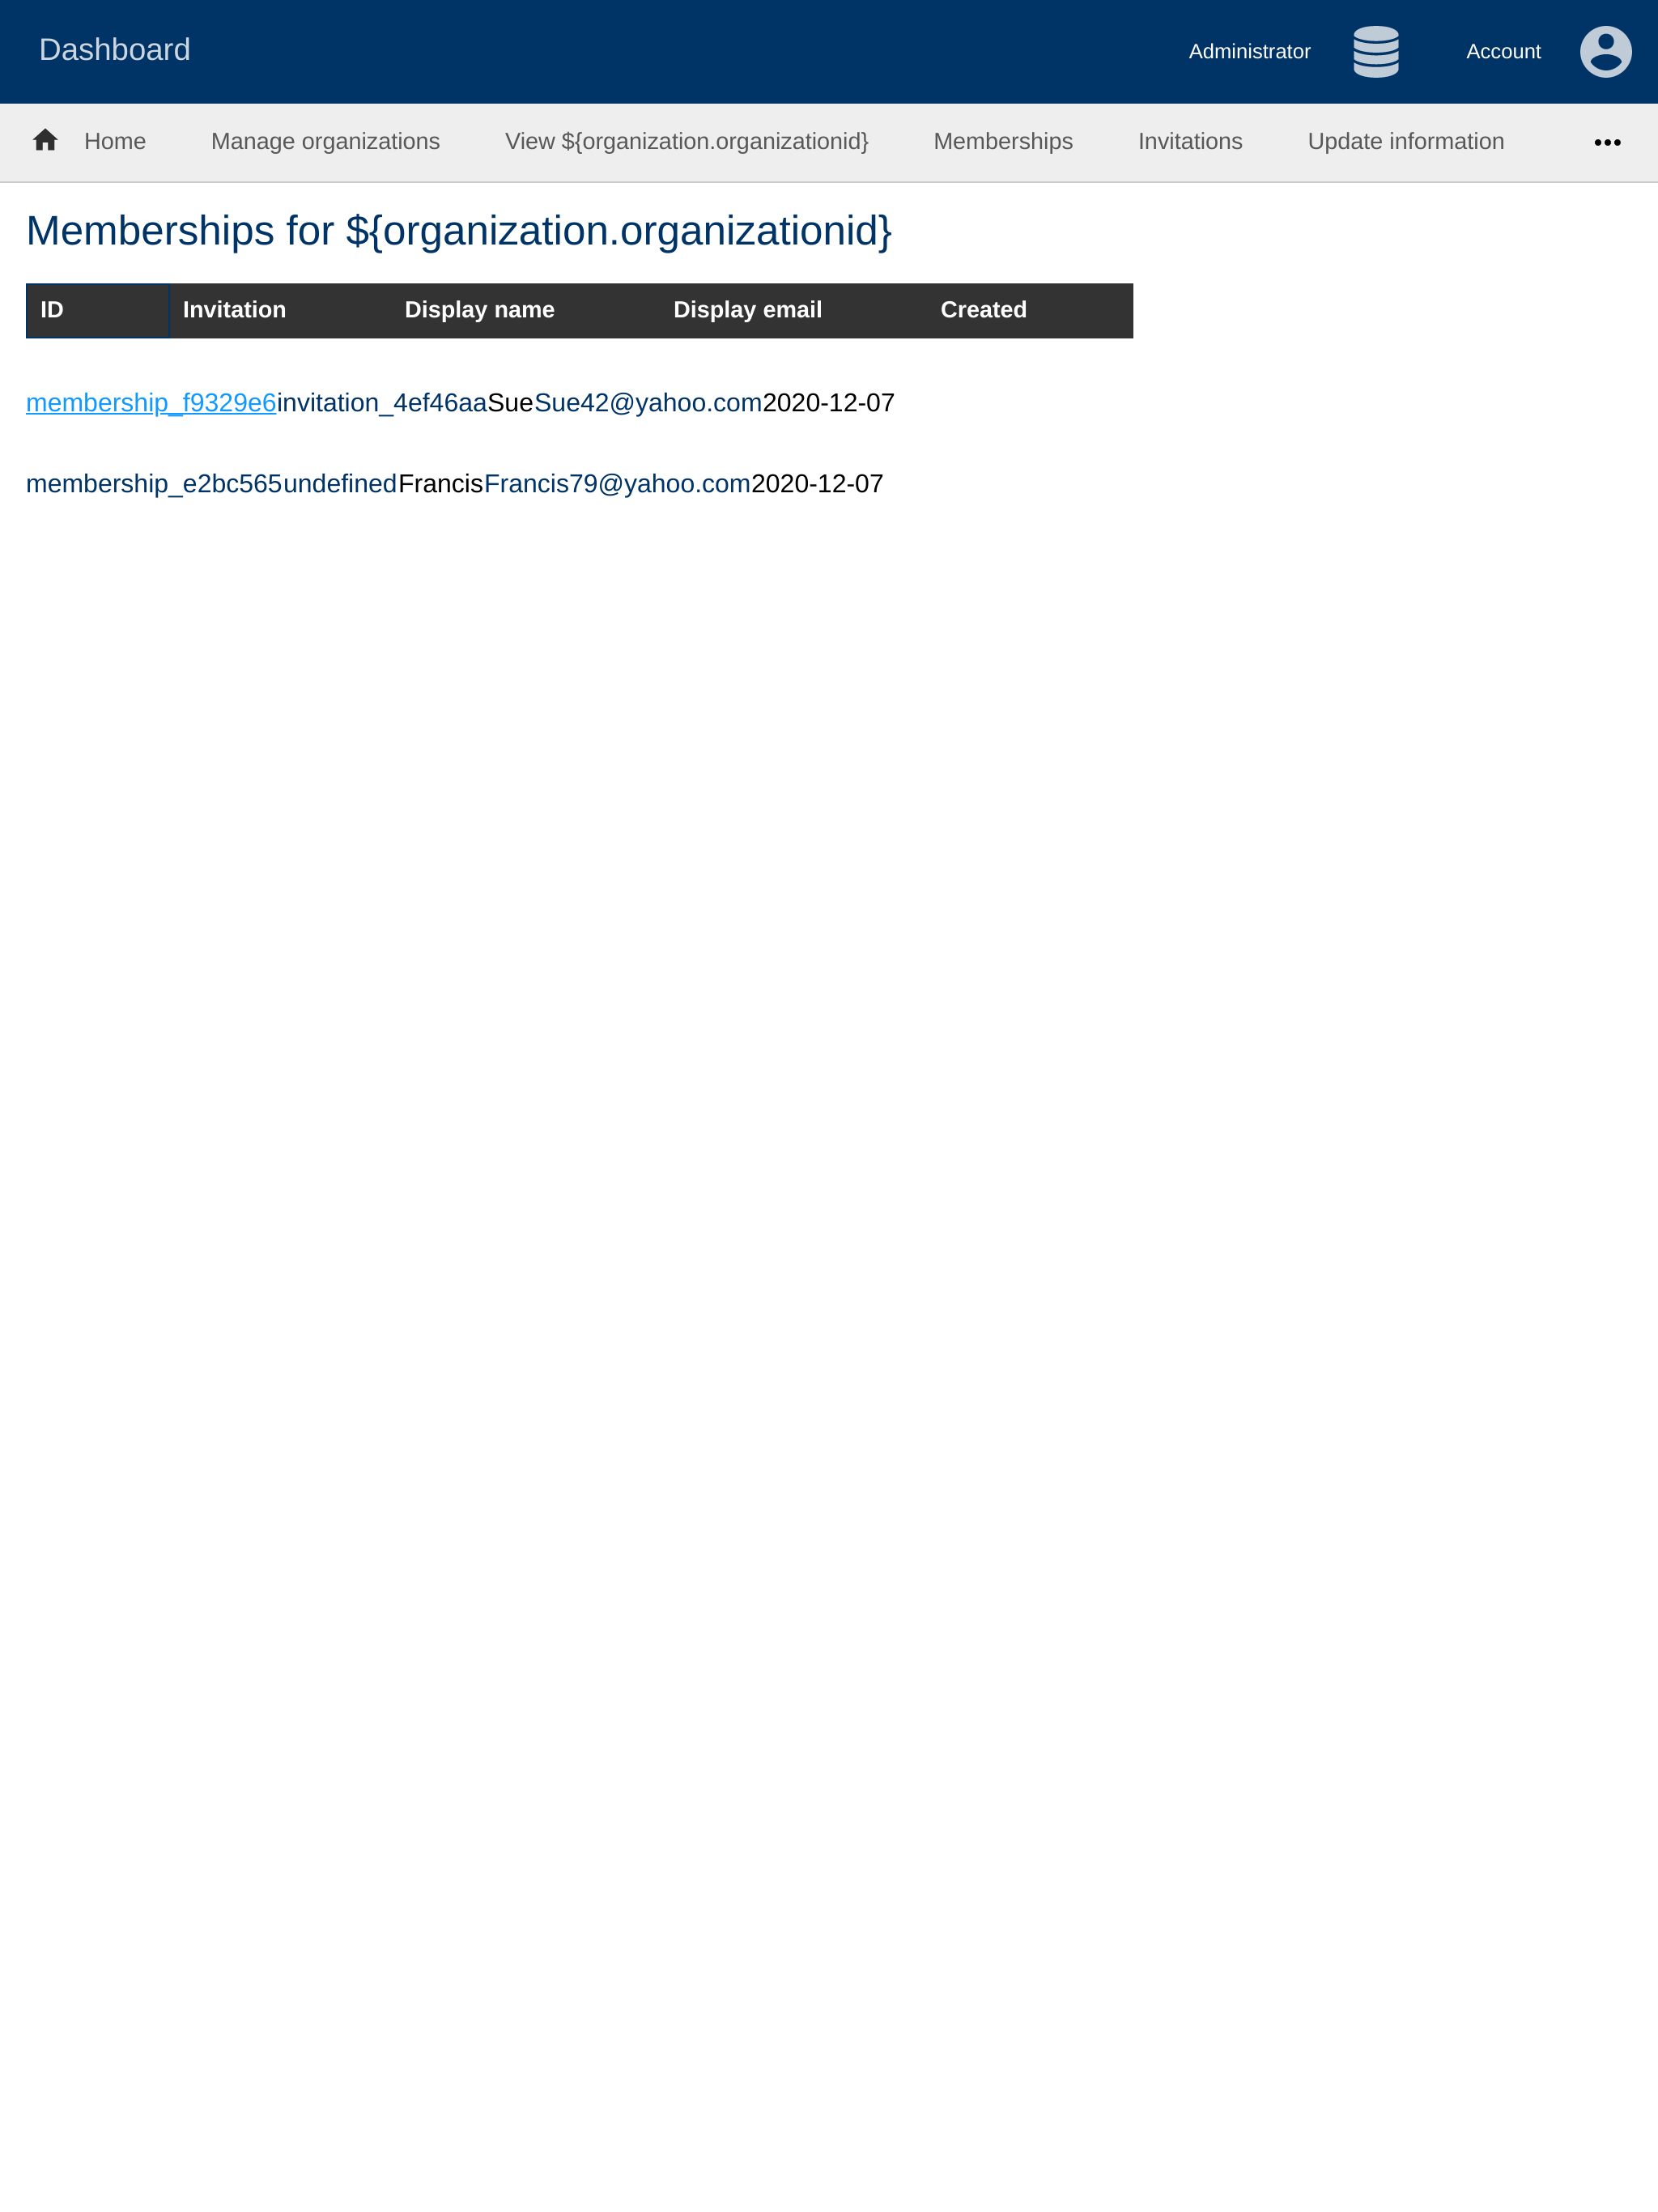 Dashboard Administrator Account
Home Manage organizations View ${organization.organizationid} Memberships Invitations Update information
Memberships for ${organization.organizationid}
ID Invitation Display name Display email Created
membership_f9329e6invitation_4ef46aaSueSue42@yahoo.com2020-12-07
membership_e2bc565undefinedFrancisFrancis79@yahoo.com2020-12-07